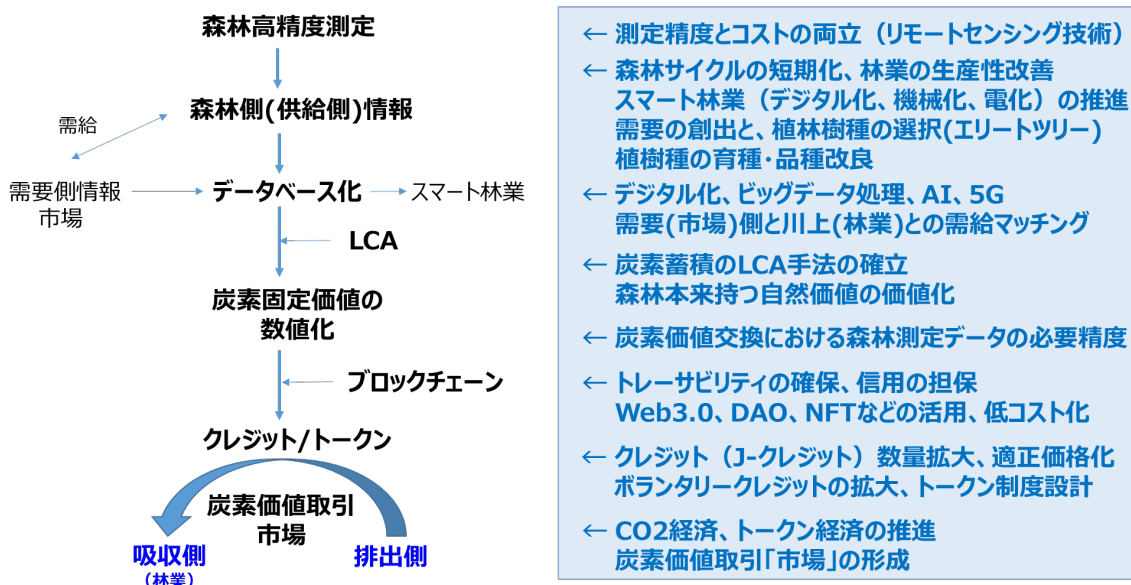 森林高精度測定
森林側(供給側)情報
需給
需要側情報
市場
データベース化
スマート林業
LCA
炭素固定価値の
数値化
ブロックチェーン
クレジット/トークン
炭素価値取引
市場
吸収側
(林業)
排出側
← 測定精度とコストの両立（リモートセンシング技術）
← 森林サイクルの短期化、林業の生産性改善
スマート林業（デジタル化、機械化、電化）の推進
需要の創出と、植林樹種の選択(エリートツリー)
植樹種の育種・品種改良
← デジタル化、ビッグデータ処理、AI、5G
需要(市場)側と川上(林業)との需給マッチング
← 炭素蓄積のLCA手法の確立
森林本来持つ自然価値の価値化
← 炭素価値交換における森林測定データの必要精度
← トレーサビリティの確保、信用の担保
Web3.0、DAO、NFTなどの活用、低コスト化
← クレジット（J-クレジット）数量拡大、適正価格化
ボランタリークレジットの拡大、トークン制度設計
← CO2経済、トークン経済の推進
炭素価値取引「市場」の形成